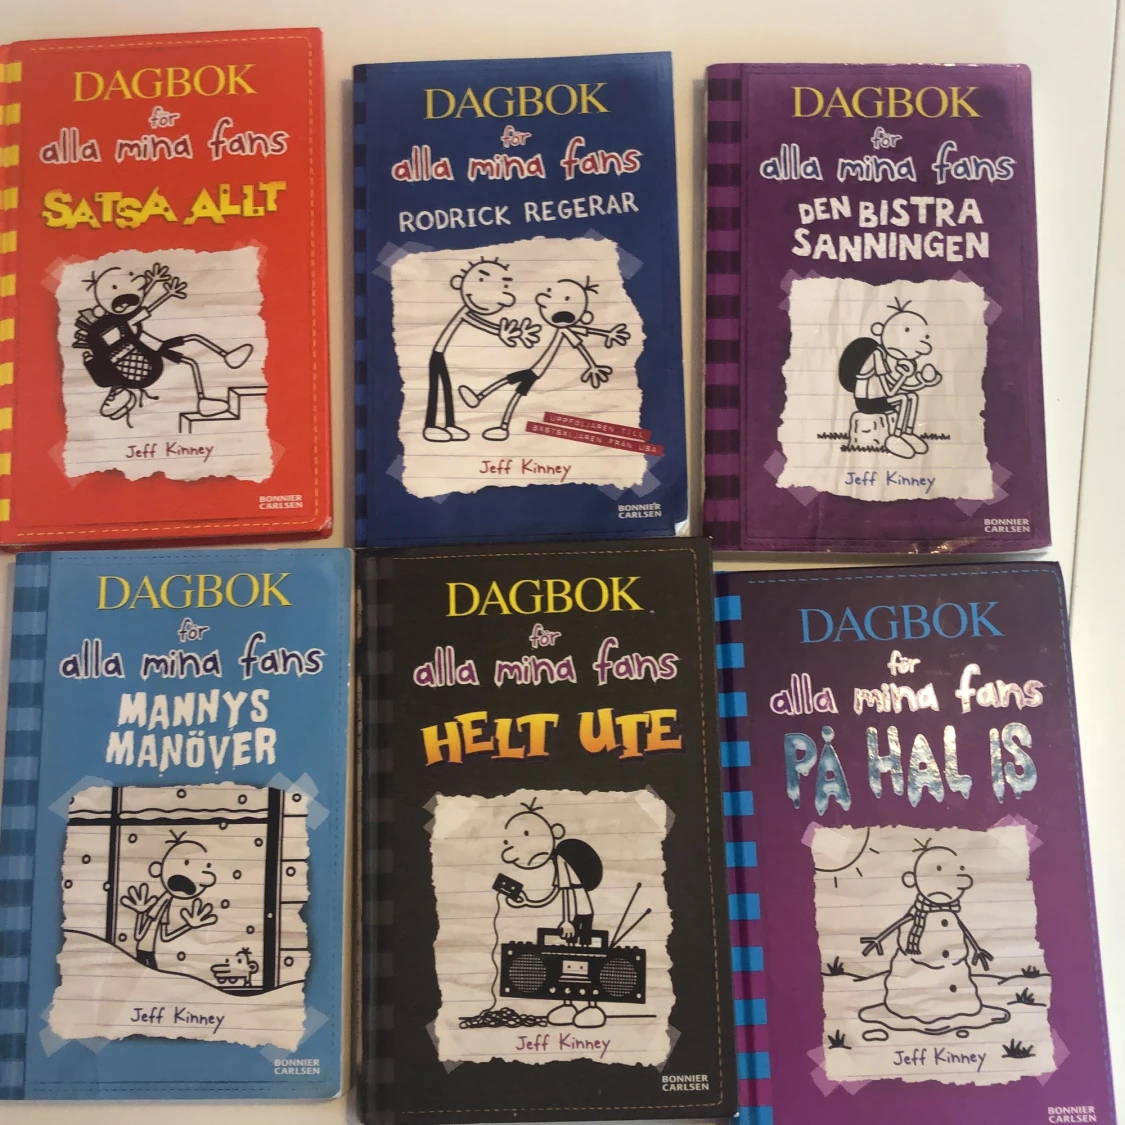 DAGBOK
för
alla mina fans
SATSA ALLT
Jeff Kinney
BONNIER
CARLSEN
DAGBOK
för
alla mina fans
RODRICK REGERAR
UPPFÖLJAREN TILL
BÄSTSÄLJAREN FRÅN USA
Jeff Kinney
BONNIER
CARLSEN
DAGBOK
för
alla mina fans
DEN BISTRA
SANNINGEN
Jeff Kinney
BONNIER
CARLSEN
DAGBOK
för
alla mina fans
MANNYS
MANÖVER
Jeff Kinney
BONNIER
CARLSEN
DAGBOK
för
alla mina fans
HELT UTE
Jeff Kinney
BONNIER
CARLSEN
DAGBOK
för
alla mina fans
PÅ HAL IS
Jeff Kinney
BONNIER
CARLSEN